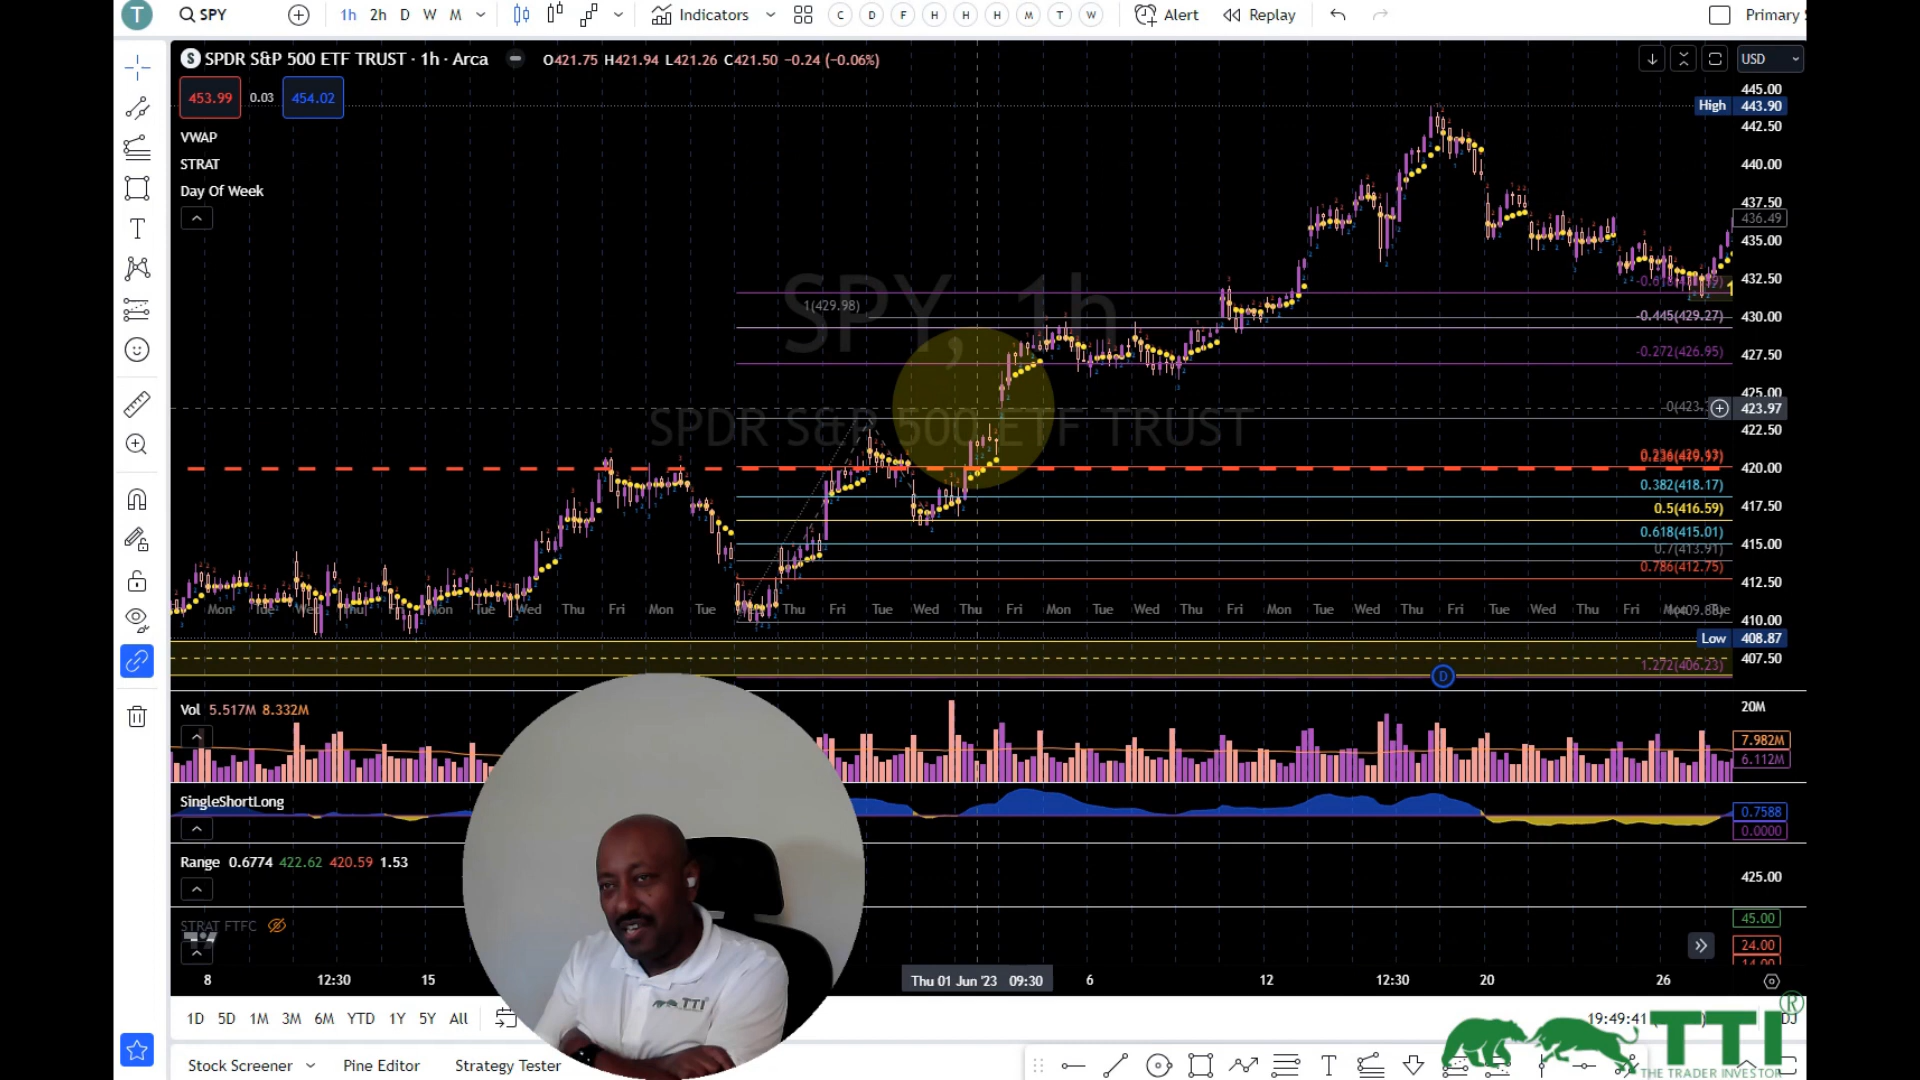 T SPY 1h 2h D W M Indicators C D F H H H M T W Alert Replay Primary
S SPDR S&P 500 ETF TRUST · 1h · Arca O421.75 H421.94 L421.26 C421.50 −0.24 (−0.06%) USD
453.99 0.03 454.02
VWAP
STRAT
Day Of Week
445.00
High 443.90
442.50
440.00
437.50
436.49
435.00
432.50
430.00
427.50
425.00
423.97
422.50
420.00
417.50
415.00
412.50
410.00
Low 408.87
407.50
SPY, 1h
SPDR S&P 500 ETF TRUST
1(429.98)
-0.445(429.27)
-0.272(426.95)
0.382(418.17)
0.5(416.59)
0.618(415.01)
0.7(413.91)
0.786(412.75)
1.272(406.23)
Mon Tue Wed Thu Fri Mon Tue Wed Thu Fri Mon Tue Wed Thu Fri Tue Wed Thu Fri Mon Tue Wed Thu Fri Mon Tue Wed Thu Fri Tue Wed Thu Fri
D
Vol 5.517M 8.332M
20M
7.982M
6.112M
SingleShortLong
0.7588
0.0000
Range 0.6774 422.62 420.59 1.53
425.00
STRAT FTFC
45.00
24.00
8 12:30 15 Thu 01 Jun '23 09:30 6 12 12:30 20 26
1D 5D 1M 3M 6M YTD 1Y 5Y All
19:49:41
Stock Screener Pine Editor Strategy Tester
TTI
TTI ®
THE TRADER INVESTOR